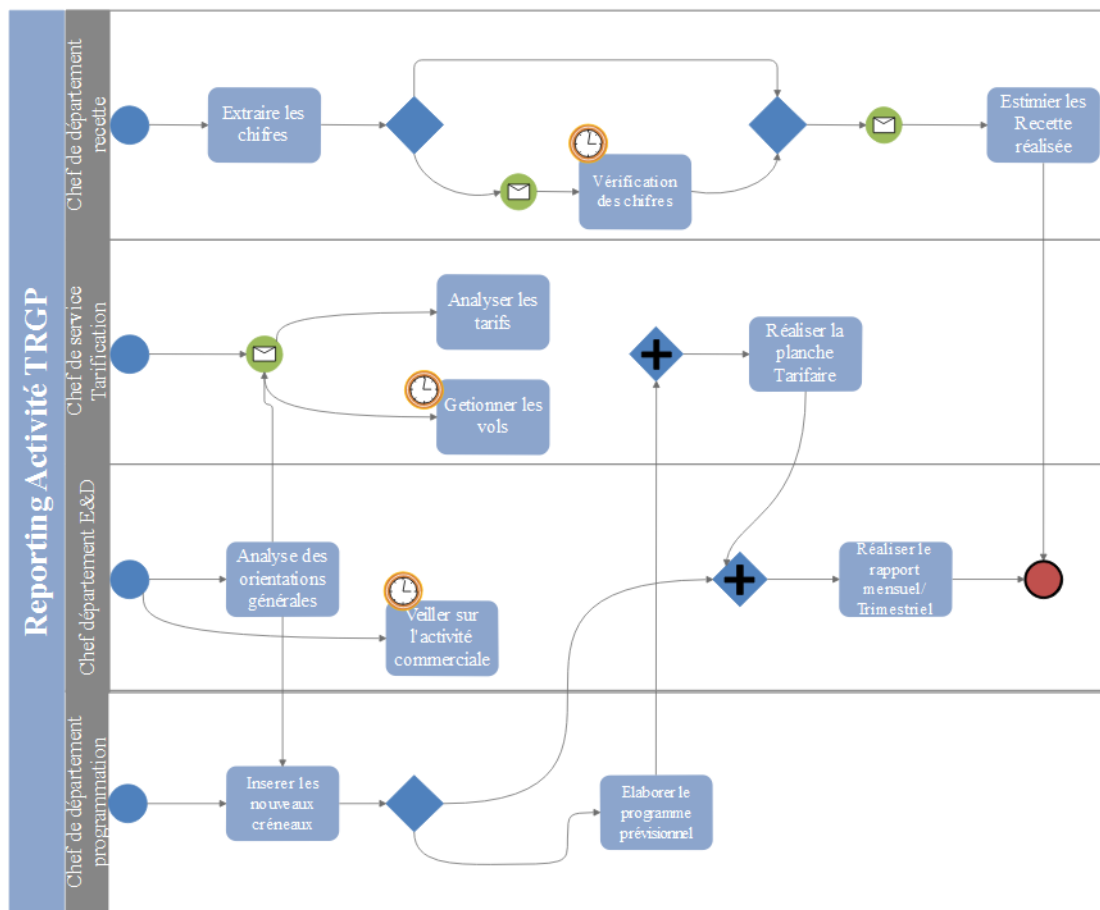 Reporting Activité TRGP
Chef de département
recette
Extraire les
chifres
Vérification
des chifres
Estimier les
Recette
réalisée
Chef de service
Tarification
Analyser les
tarifs
Getionner les
vols
Réaliser la
planche
Tarifaire
Chef département E&D
Analyse des
orientations
générales
Veiller sur
l'activité
commerciale
Réaliser le
rapport
mensuel/
Trimestriel
Chef de département
programmation
Inserer les
nouveaux
créneaux
Elaborer le
programme
prévisionnel